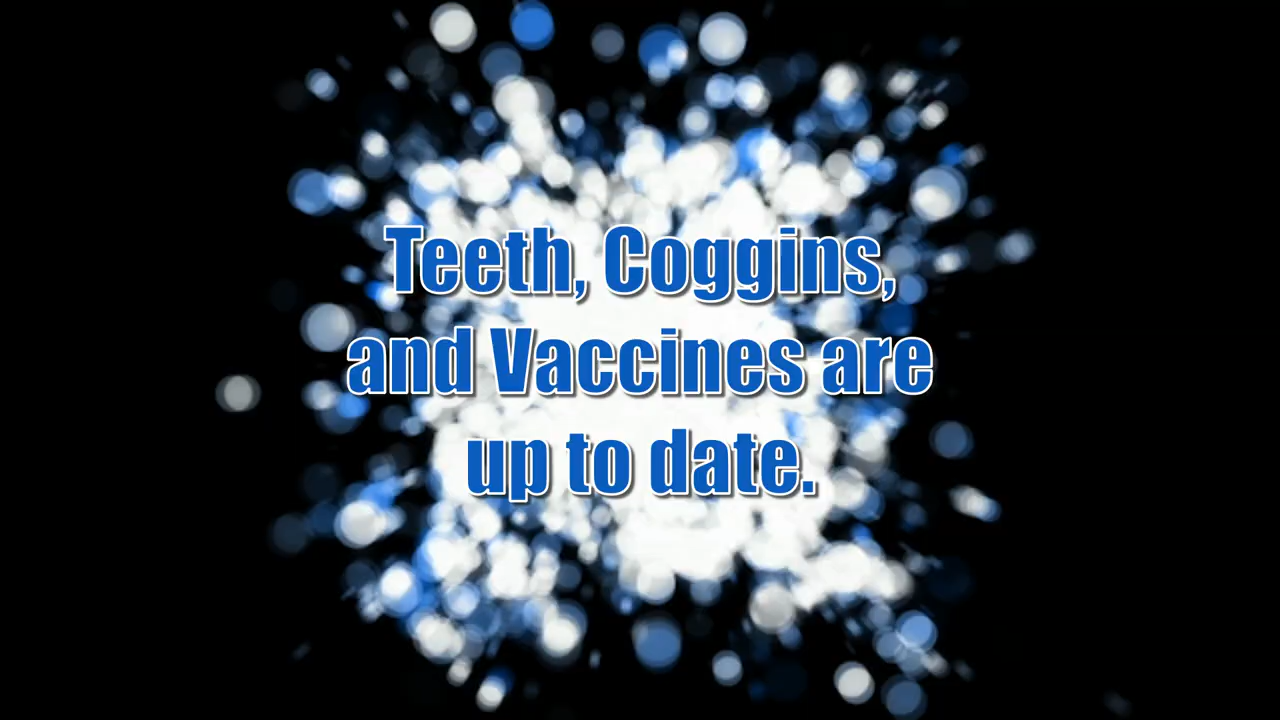 Teeth, Coggins,
and Vaccines are
up to date.